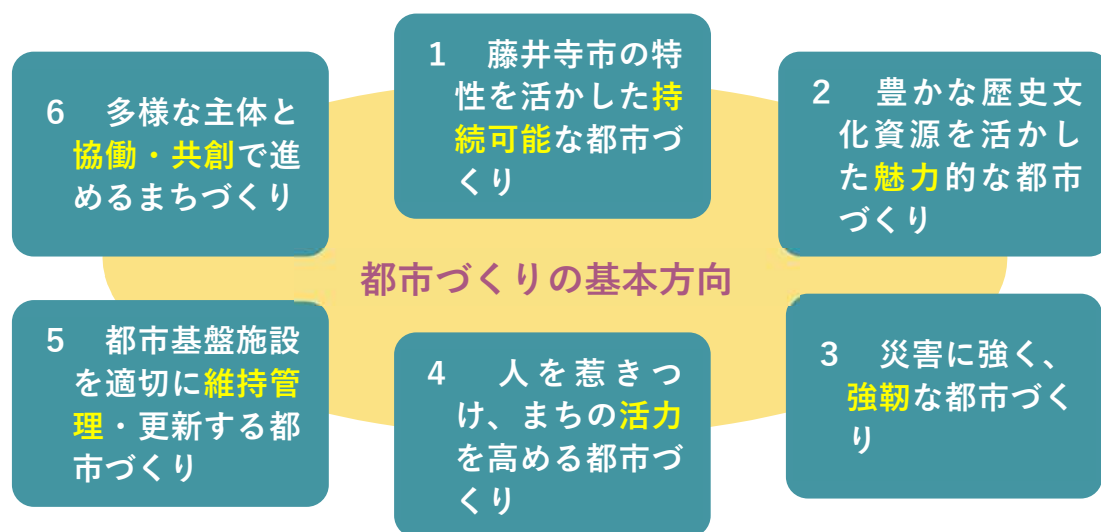 1　藤井寺市の特
性を活かした持
続可能な都市づ
くり
2　豊かな歴史文
化資源を活かし
た魅力的な都市
づくり
3　災害に強く、
強靭な都市づく
り
4　人を惹きつ
け、まちの活力
を高める都市づ
くり
5　都市基盤施設
を適切に維持管
理・更新する都
市づくり
6　多様な主体と
協働・共創で進
めるまちづくり
都市づくりの基本方向